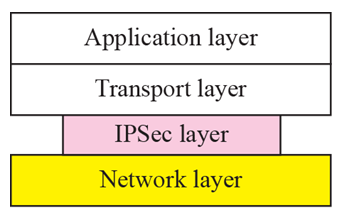 Application layer
Transport layer
IPSec layer
Network layer